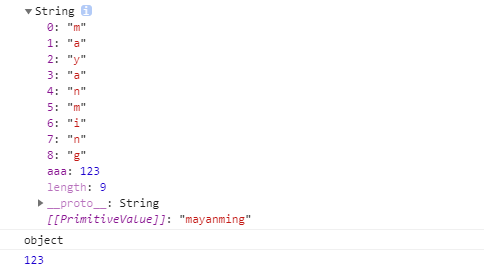 String i
0: "m"
1: "a"
2: "y"
3: "a"
4: "n"
5: "m"
6: "i"
7: "n"
8: "g"
aaa: 123
length: 9
__proto__: String
[[PrimitiveValue]]: "mayanming"
object
123